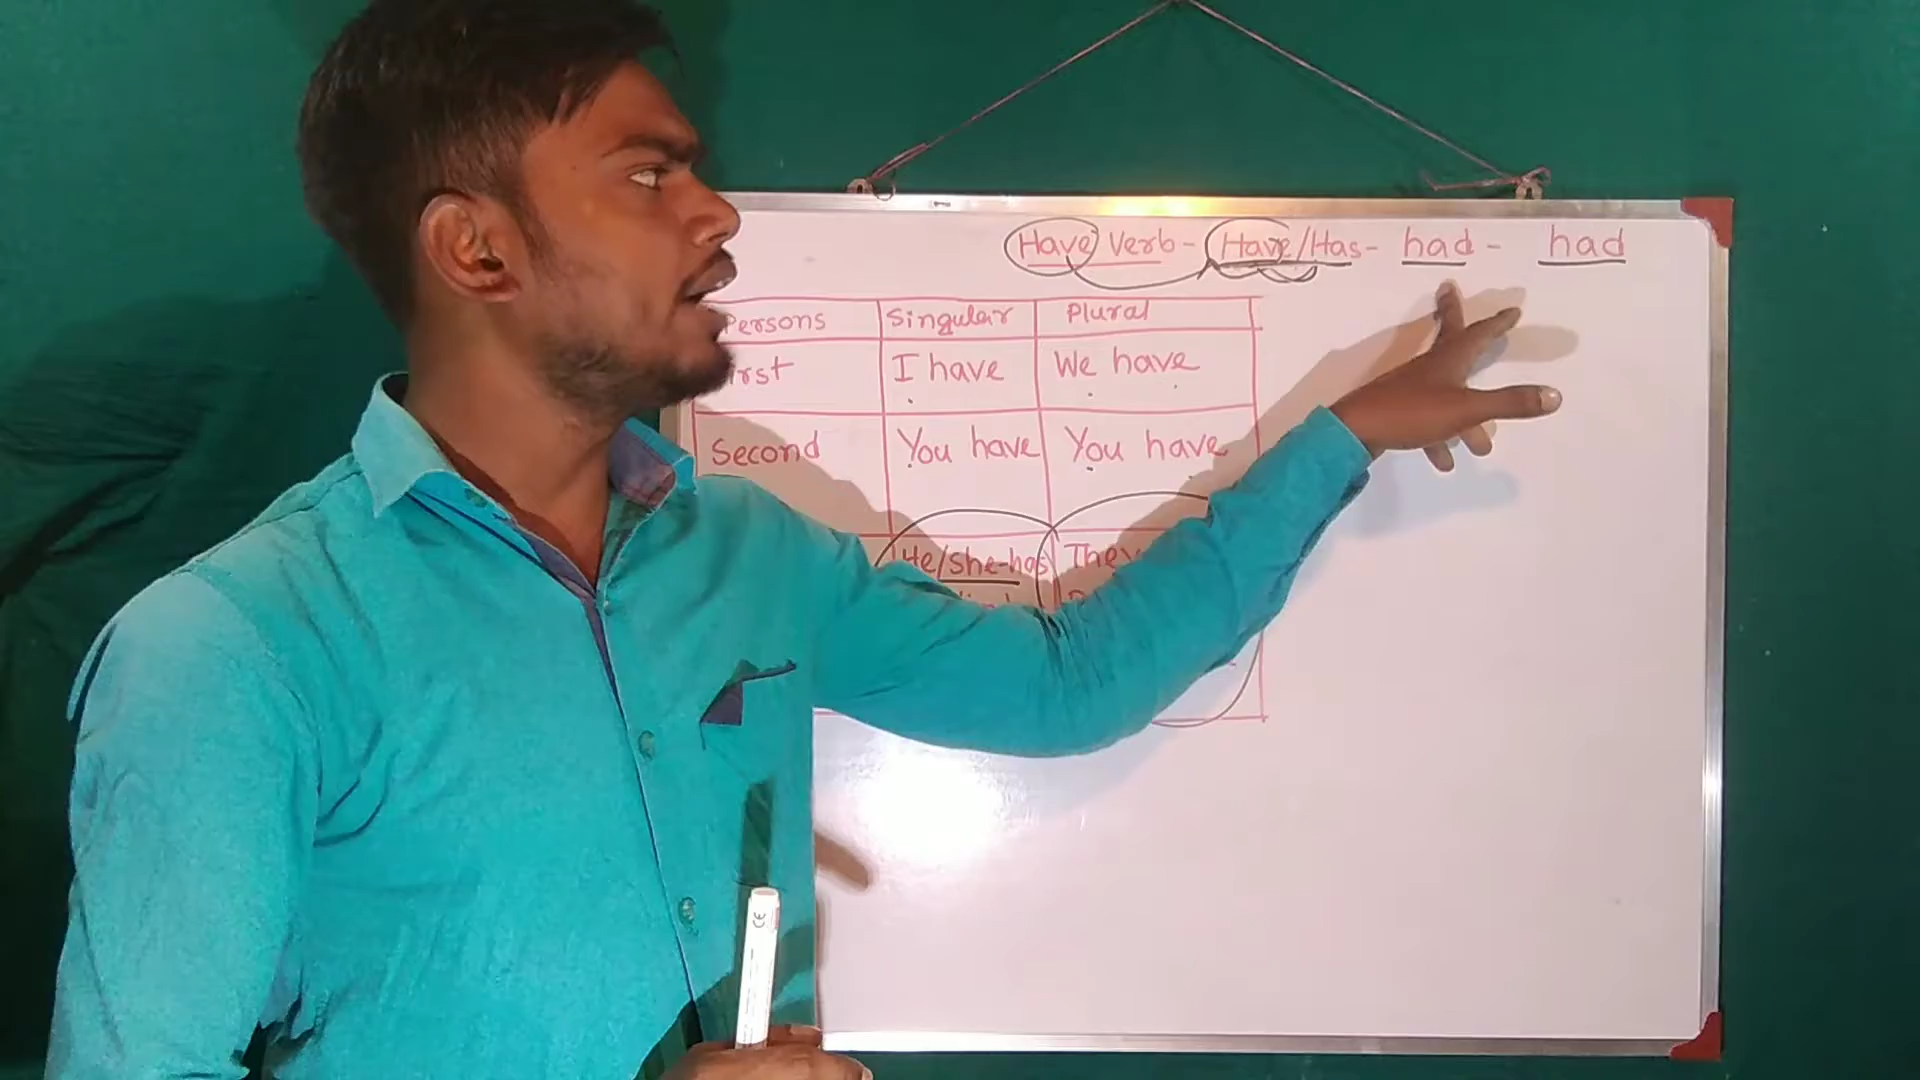 Have Verb - Have/Has - had - had
Persons Singular Plural
I have We have
Second You have You have
He/she-has They
CE